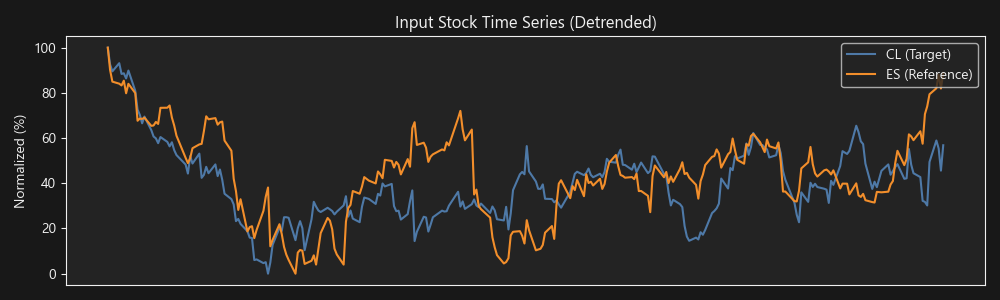 Input Stock Time Series (Detrended)
Normalized (%)
100
80
60
40
20
0
CL (Target)
ES (Reference)